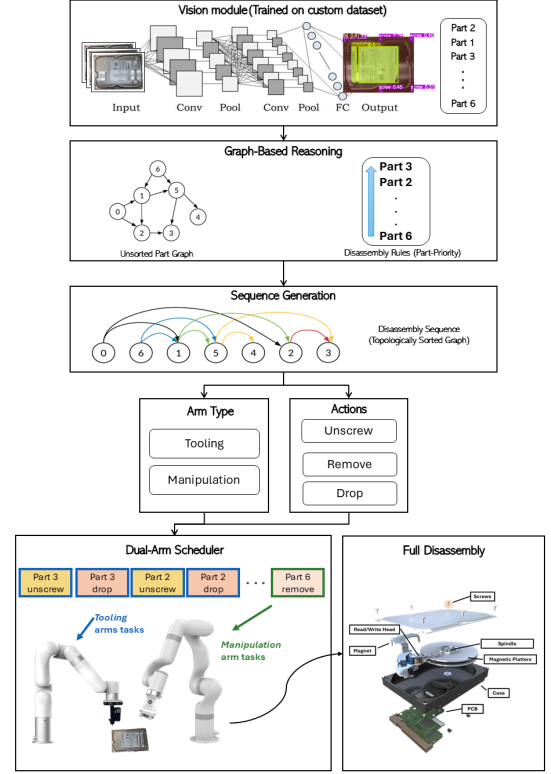 Vision module(Trained on custom dataset)
Input
Conv
Pool
Conv
Pool
FC
Output
Part 2
Part 1
Part 3
.
.
.
Part 6
Graph-Based Reasoning
6
1
5
0
4
2
3
Unsorted Part Graph
Part 3
Part 2
.
.
.
Part 6
Disassembly Rules (Part-Priority)
Sequence Generation
0
6
1
5
4
2
3
Disassembly Sequence
(Topologically Sorted Graph)
Arm Type
Tooling
Manipulation
Actions
Unscrew
Remove
Drop
Dual-Arm Scheduler
Part 3
unscrew
Part 3
drop
Part 2
unscrew
Part 2
drop
. . .
Part 6
remove
Tooling
arms tasks
Manipulation
arm tasks
Full Disassembly
Screws
Read/Write Head
Magnet
Spindle
Magnetic Platters
Case
PCB